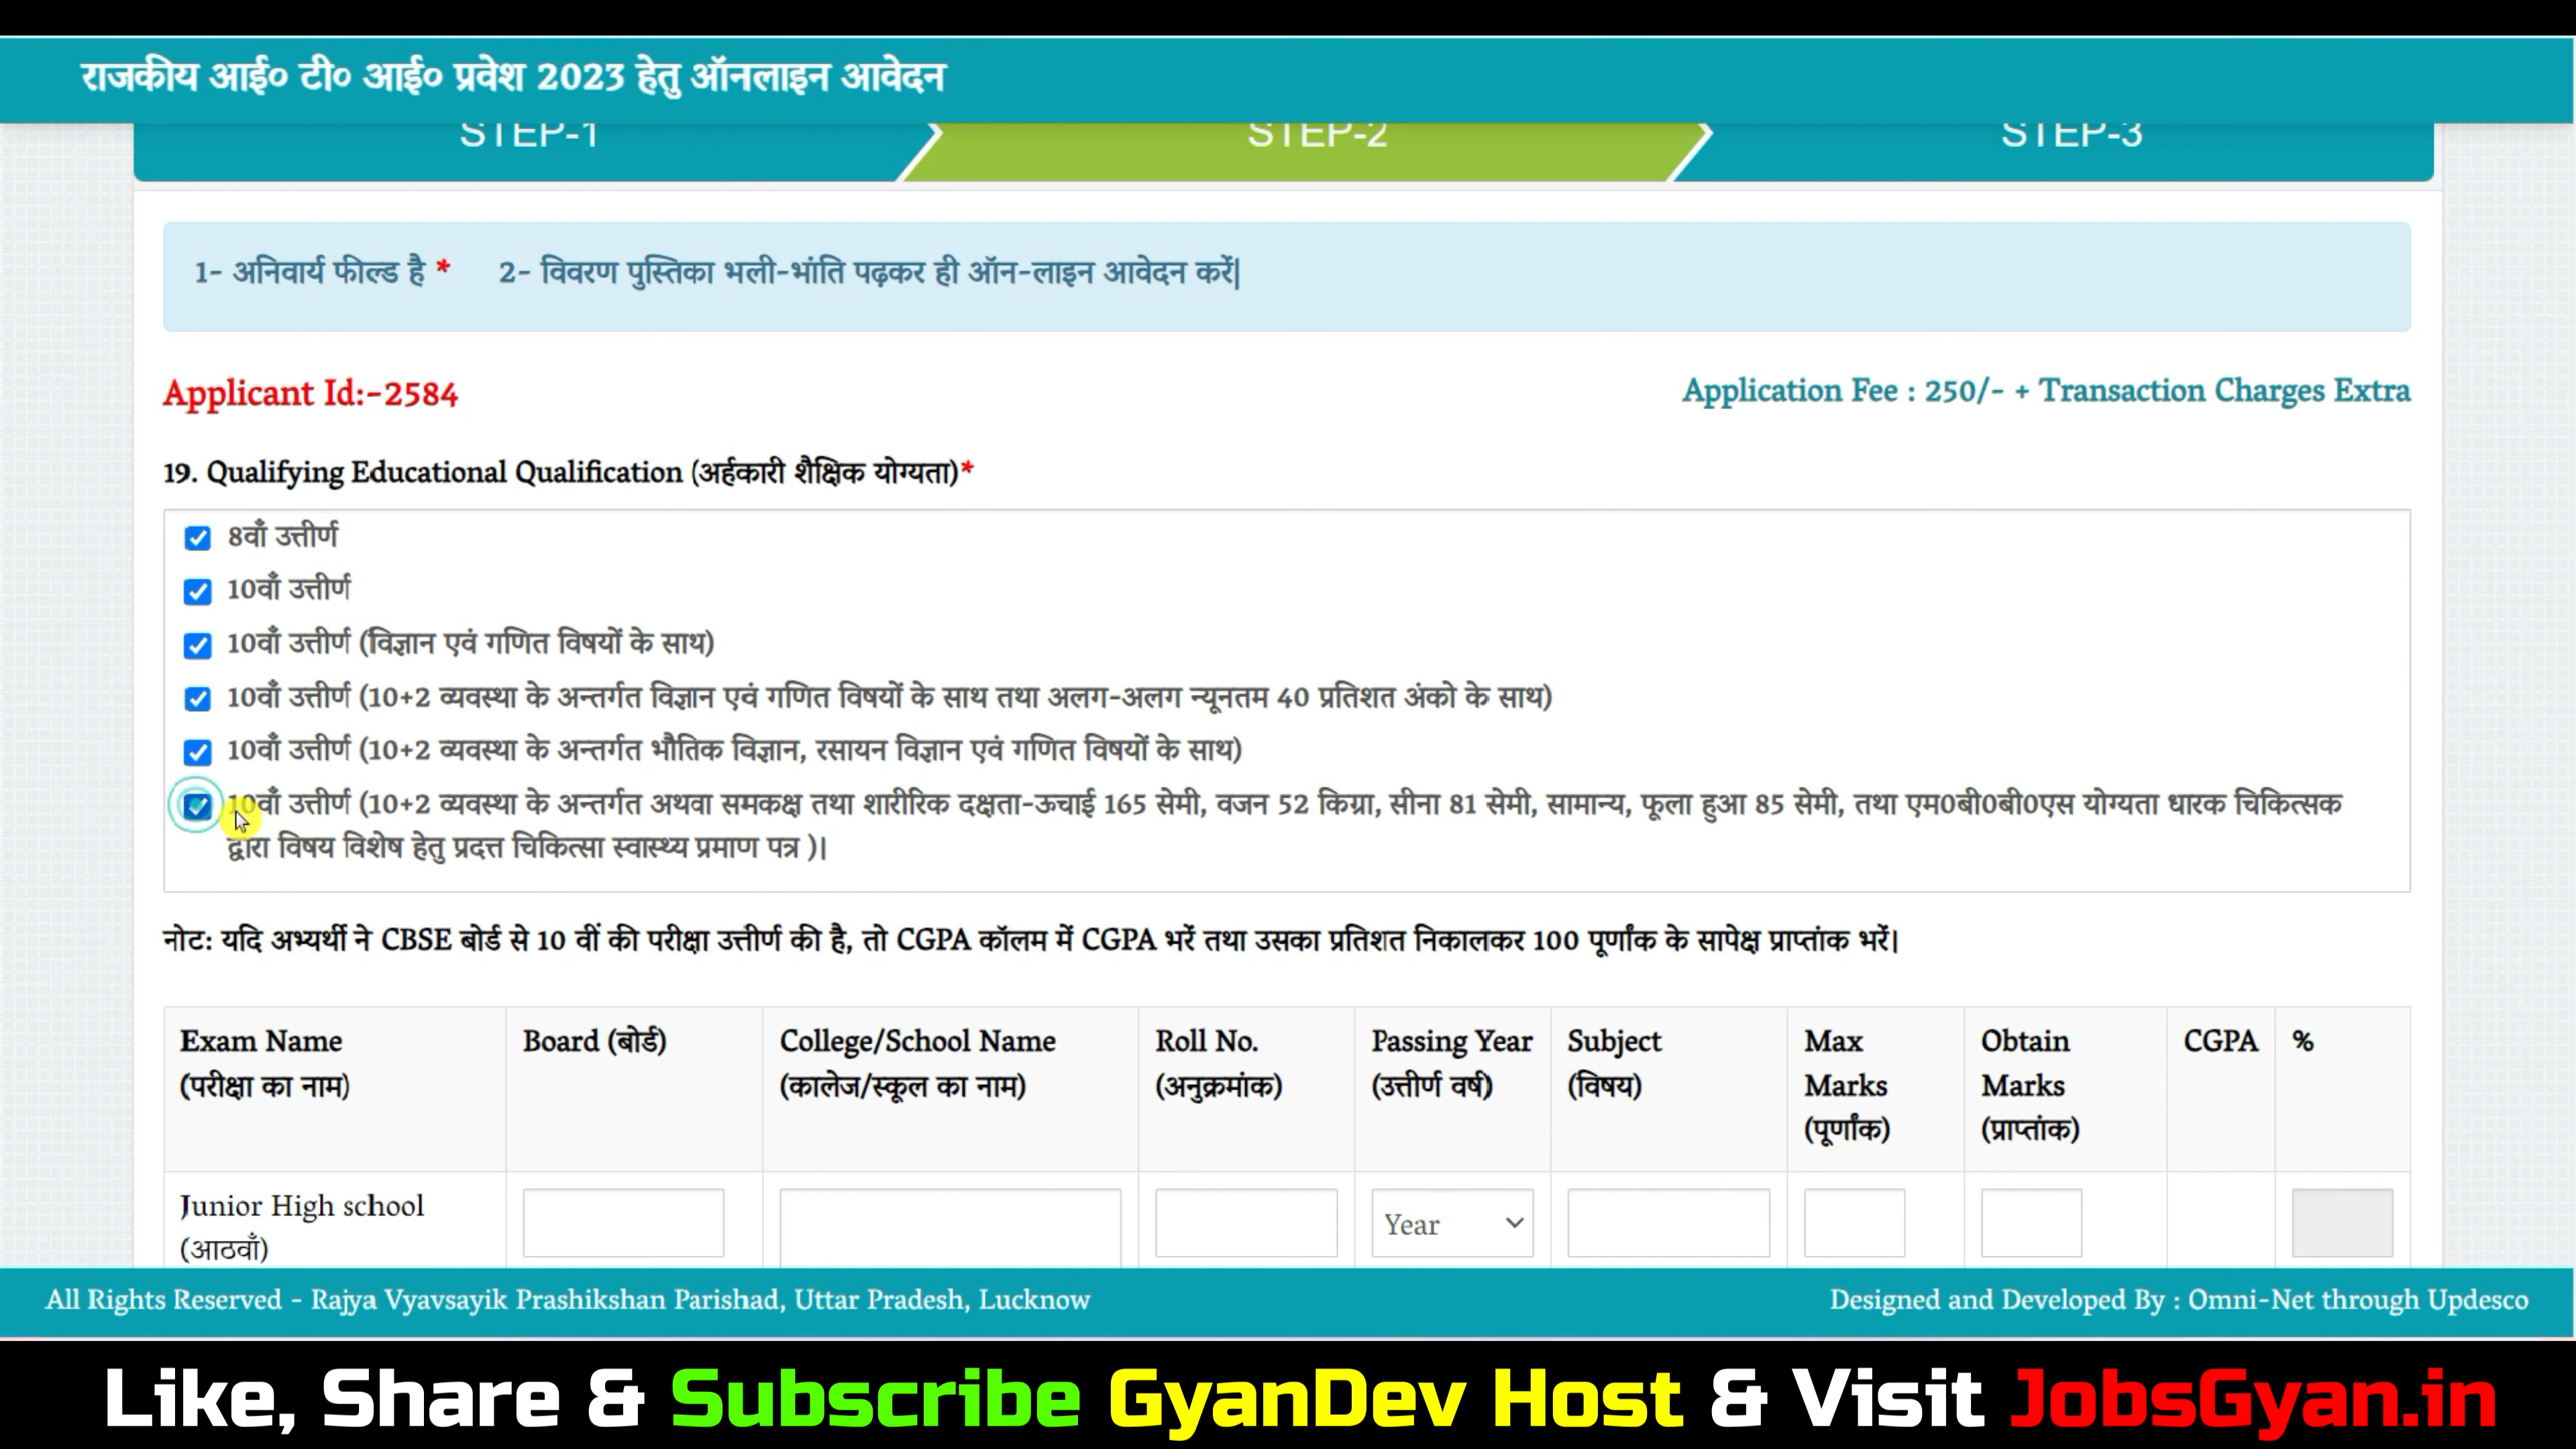 राजकीय आई० टी० आई० प्रवेश 2023 हेतु ऑनलाइन आवेदन
STEP-1 STEP-2 STEP-3
1- अनिवार्य फील्ड है * 2- विवरण पुस्तिका भली-भांति पढ़कर ही ऑन-लाइन आवेदन करें|
Applicant Id:-2584 Application Fee : 250/- + Transaction Charges Extra
19. Qualifying Educational Qualification (अर्हकारी शैक्षिक योग्यता)*
8वाँ उत्तीर्ण
10वाँ उत्तीर्ण
10वाँ उत्तीर्ण (विज्ञान एवं गणित विषयों के साथ)
10वाँ उत्तीर्ण (10+2 व्यवस्था के अन्तर्गत विज्ञान एवं गणित विषयों के साथ तथा अलग-अलग न्यूनतम 40 प्रतिशत अंको के साथ)
10वाँ उत्तीर्ण (10+2 व्यवस्था के अन्तर्गत भौतिक विज्ञान, रसायन विज्ञान एवं गणित विषयों के साथ)
10वाँ उत्तीर्ण (10+2 व्यवस्था के अन्तर्गत अथवा समकक्ष तथा शारीरिक दक्षता-ऊचाई 165 सेमी, वजन 52 किग्रा, सीना 81 सेमी, सामान्य, फूला हुआ 85 सेमी, तथा एम0बी0बी0एस योग्यता धारक चिकित्सक
द्वारा विषय विशेष हेतु प्रदत्त चिकित्सा स्वास्थ्य प्रमाण पत्र )।
नोट: यदि अभ्यर्थी ने CBSE बोर्ड से 10 वीं की परीक्षा उत्तीर्ण की है, तो CGPA कॉलम में CGPA भरें तथा उसका प्रतिशत निकालकर 100 पूर्णांक के सापेक्ष प्राप्तांक भरें।
Exam Name Board (बोर्ड) College/School Name Roll No. Passing Year Subject Max Obtain CGPA %
(परीक्षा का नाम) (कालेज/स्कूल का नाम) (अनुक्रमांक) (उत्तीर्ण वर्ष) (विषय) Marks Marks
(पूर्णांक) (प्राप्तांक)
Junior High school Year
(आठवाँ)
All Rights Reserved - Rajya Vyavsayik Prashikshan Parishad, Uttar Pradesh, Lucknow Designed and Developed By : Omni-Net through Updesco
Like, Share & Subscribe GyanDev Host & Visit JobsGyan.in